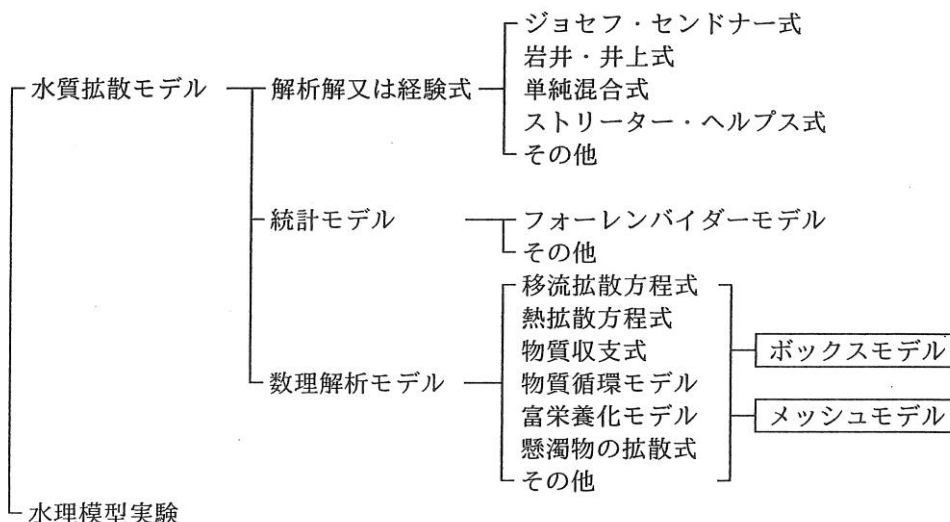 水質拡散モデル
解析解又は経験式
ジョセフ・センドナー式
岩井・井上式
単純混合式
ストリーター・ヘルプス式
その他
統計モデル
フォーレンバイダーモデル
その他
数理解析モデル
移流拡散方程式
熱拡散方程式
物質収支式
物質循環モデル
富栄養化モデル
懸濁物の拡散式
その他
ボックスモデル
メッシュモデル
水理模型実験